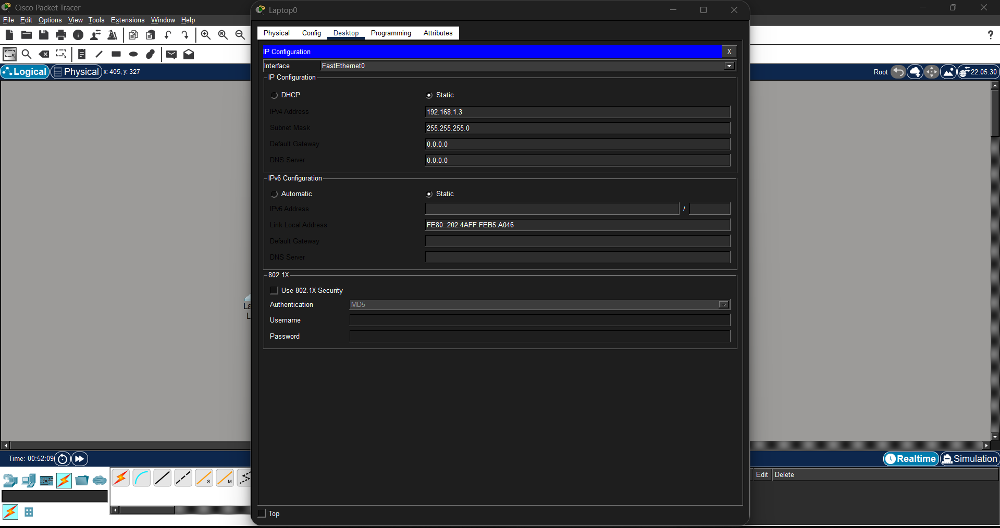 Cisco Packet Tracer
File Edit Options View Tools Extensions Window Help
Logical Physical x: 405, y: 327
Root 22:05:30
Laptop0
Physical Config Desktop Programming Attributes
IP Configuration X
Interface FastEthernet0
IP Configuration
DHCP Static
IPv4 Address 192.168.1.3
Subnet Mask 255.255.255.0
Default Gateway 0.0.0.0
DNS Server 0.0.0.0
IPv6 Configuration
Automatic Static
IPv6 Address /
Link Local Address FE80::202:4AFF:FEB5:A046
Default Gateway
DNS Server
802.1X
Use 802.1X Security
Authentication MD5
Username
Password
Top
La
L
Time: 00:52:09
Realtime Simulation
S M
Edit Delete